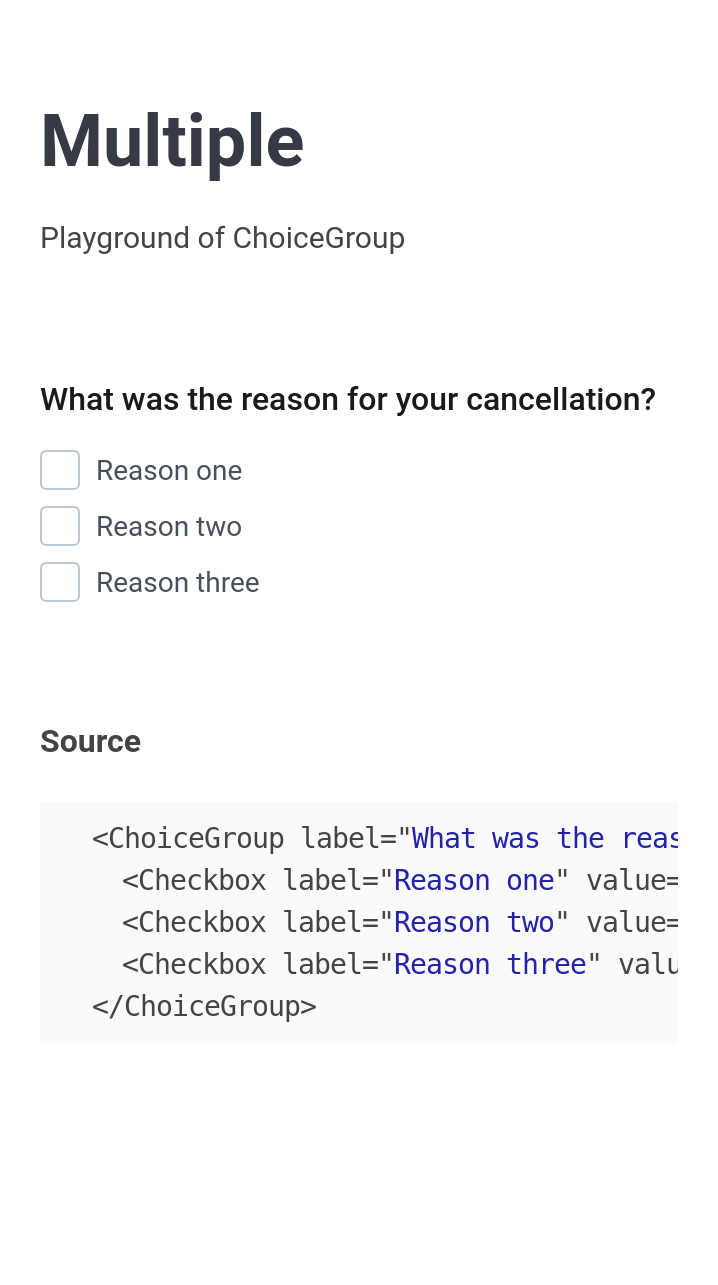 Multiple
Playground of ChoiceGroup
What was the reason for your cancellation?
Reason one
Reason two
Reason three
Source
<ChoiceGroup label="What was the reas
<Checkbox label="Reason one" value=
<Checkbox label="Reason two" value=
<Checkbox label="Reason three" valu
</ChoiceGroup>